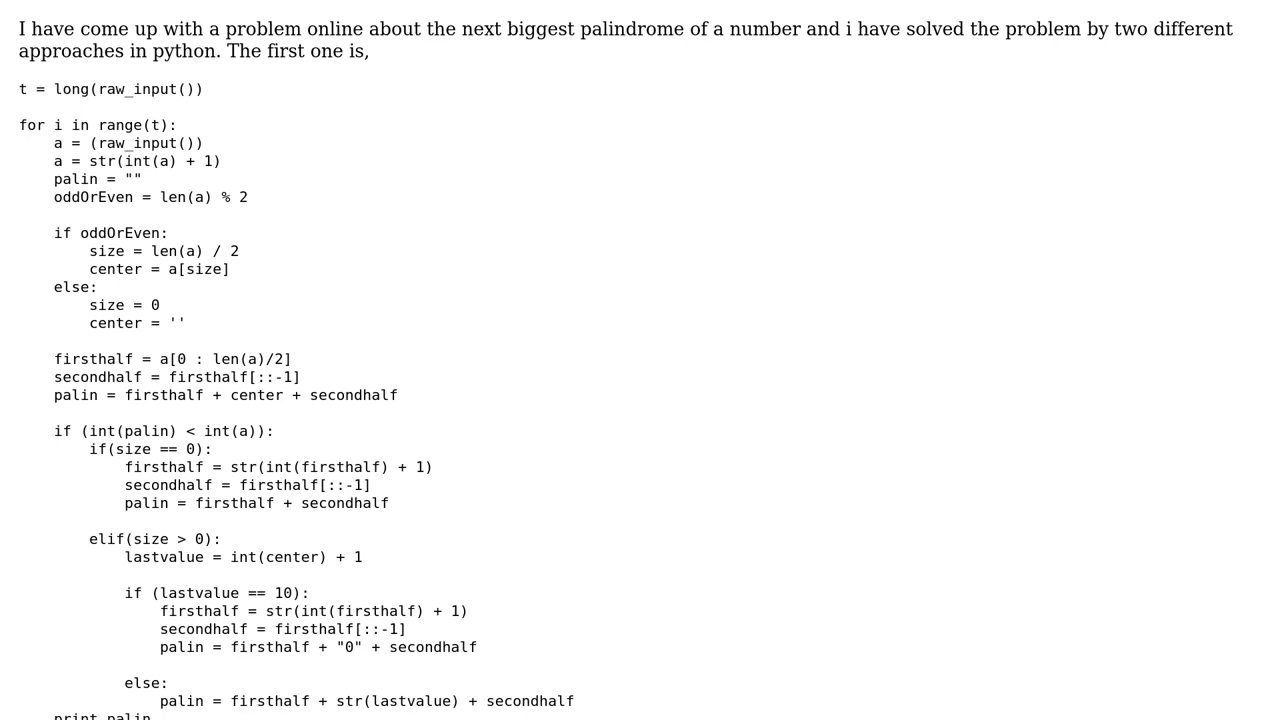 I have come up with a problem online about the next biggest palindrome of a number and i have solved the problem by two different
approaches in python. The first one is,
t = long(raw_input())
for i in range(t):
    a = (raw_input())
    a = str(int(a) + 1)
    palin = ""
    oddOrEven = len(a) % 2
    if oddOrEven:
        size = len(a) / 2
        center = a[size]
    else:
        size = 0
        center = ''
    firsthalf = a[0 : len(a)/2]
    secondhalf = firsthalf[::-1]
    palin = firsthalf + center + secondhalf
    if (int(palin) < int(a)):
        if(size == 0):
            firsthalf = str(int(firsthalf) + 1)
            secondhalf = firsthalf[::-1]
            palin = firsthalf + secondhalf
        elif(size > 0):
            lastvalue = int(center) + 1
            if (lastvalue == 10):
                firsthalf = str(int(firsthalf) + 1)
                secondhalf = firsthalf[::-1]
                palin = firsthalf + "0" + secondhalf
            else:
                palin = firsthalf + str(lastvalue) + secondhalf
    print palin